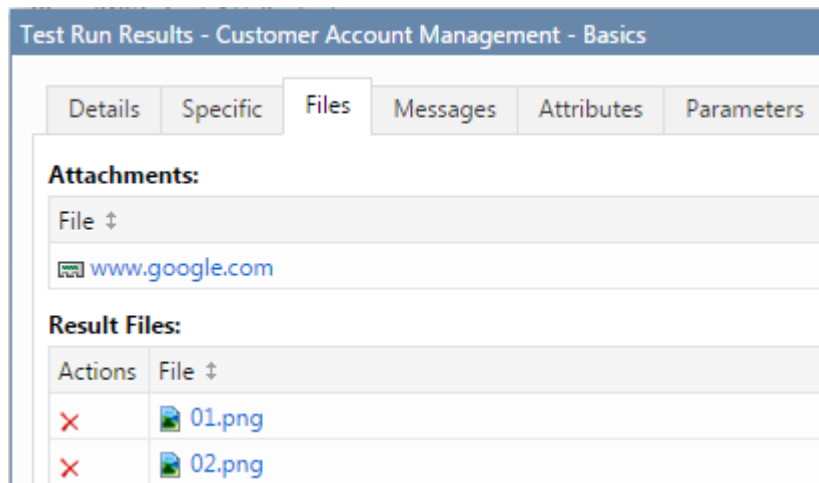 Test Run Results - Customer Account Management - Basics
Details Specific Files Messages Attributes Parameters
Attachments:
File
www.google.com
Result Files:
Actions File
01.png
02.png